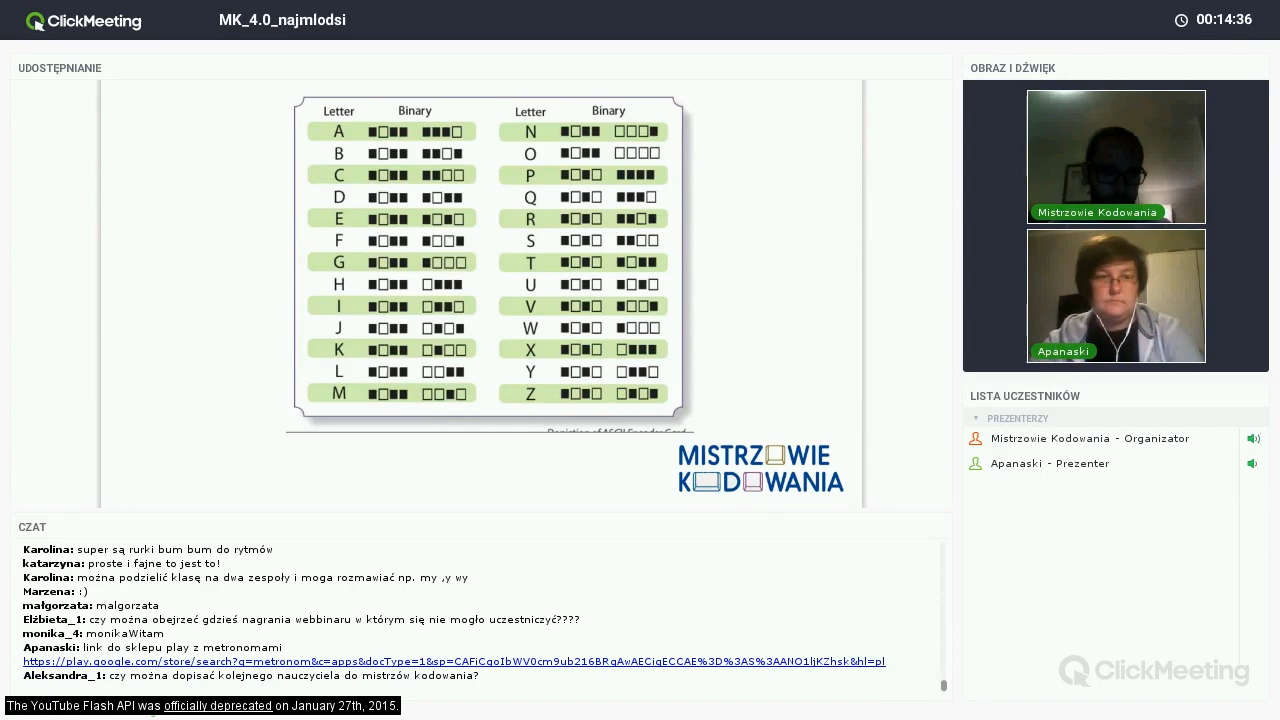 ClickMeeting
MK_4.0_najmlodsi
00:14:36
UDOSTĘPNIANIE
Letter Binary Letter Binary
A N
B O
C P
D Q
E R
F S
G T
H U
I V
J W
K X
L Y
M Z
MISTRZOWIE
KODOWANIA
OBRAZ I DŹWIĘK
Mistrzowie Kodowania
Apanaski
LISTA UCZESTNIKÓW
PREZENTERZY
Mistrzowie Kodowania - Organizator
Apanaski - Prezenter
CZAT
Karolina: super są rurki bum bum do rytmów
katarzyna: proste i fajne to jest to!
Karolina: można podzielić klasę na dwa zespoły i moga rozmawiać np. my ,y wy
Marzena: :)
małgorzata: malgorzata
Elżbieta_1: czy można obejrzeć gdzieś nagrania webbinaru w którym się nie mogło uczestniczyć????
monika_4: monikaWitam
Apanaski: link do sklepu play z metronomami
https://play.google.com/store/search?q=metronom&c=apps&docType=1&sp=CAFiCgoIbWV0cm9ub216BRgAwAECigECCAE%3D%3AS%3AANO1ljKZhsk&hl=pl
Aleksandra_1: czy można dopisać kolejnego nauczyciela do mistrzów kodowania?
ClickMeeting
The YouTube Flash API was officially deprecated on January 27th, 2015.